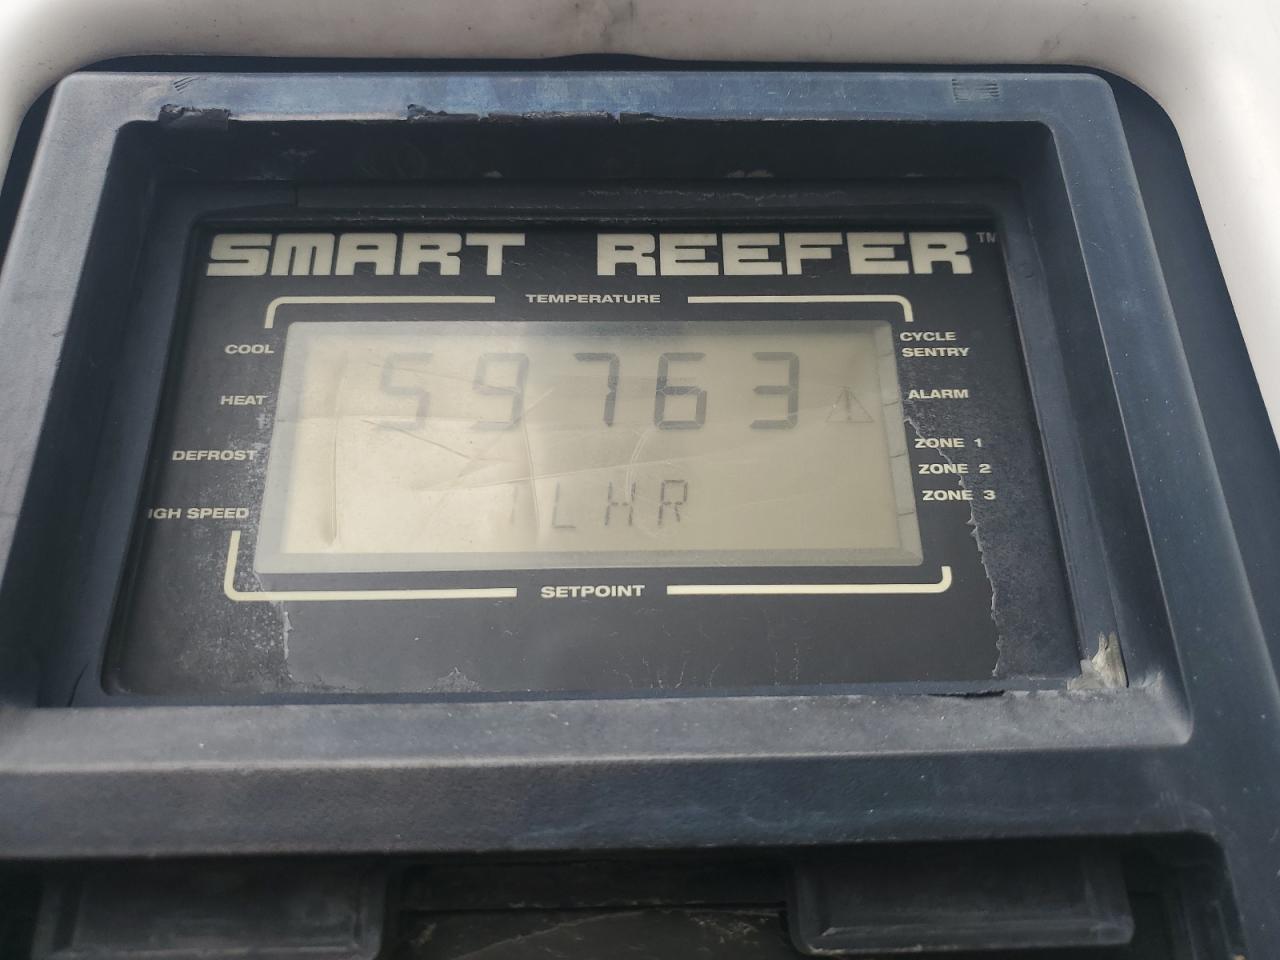 SMART REEFER™
TEMPERATURE
COOL
CYCLE SENTRY
59763
HEAT
ALARM
DEFROST
ZONE 1
ZONE 2
1LHR
ZONE 3
IGH SPEED
SETPOINT